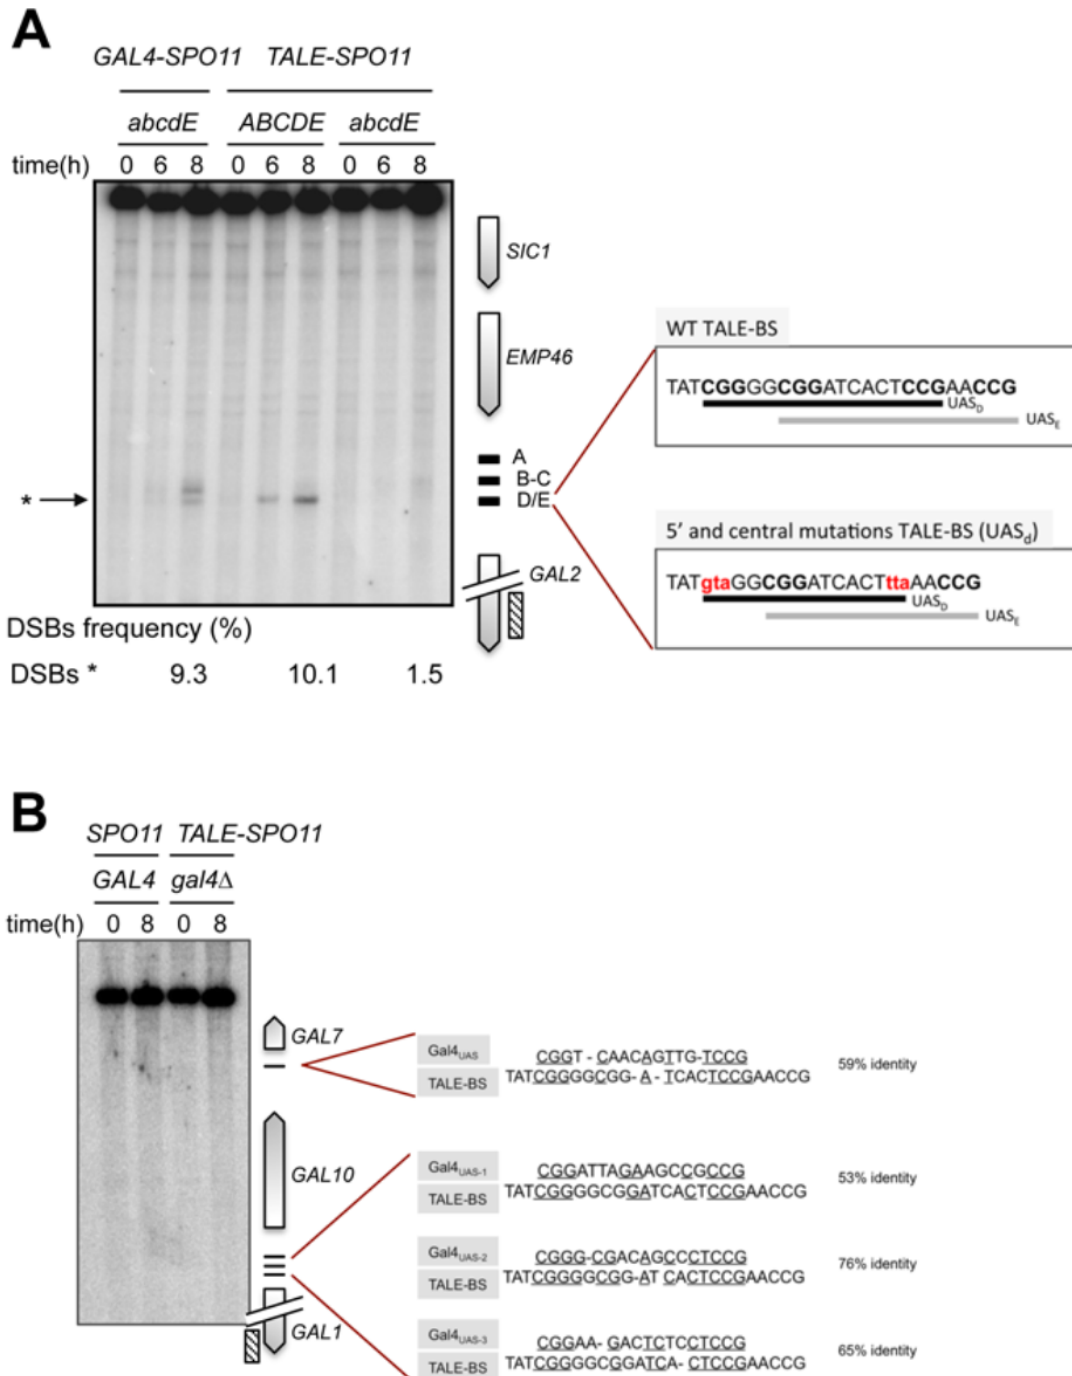 A
GAL4-SPO11 TALE-SPO11
abcdE ABCDE abcdE
time(h) 0 6 8 0 6 8 0 6 8
SIC1
EMP46
A
B-C
* D/E
GAL2
DSBs frequency (%)
DSBs * 9.3 10.1 1.5
WT TALE-BS
TATCGGGGCGGATCACTCCGAACCG
UASD
UASE
5' and central mutations TALE-BS (UASd)
TATgtaGGCGGATCACTttaAACCG
UASD
UASE
B
SPO11 TALE-SPO11
GAL4 gal4Δ
time(h) 0 8 0 8
GAL7
GAL10
GAL1
Gal4UAS CGGT - CAACAGTTG-TCCG
TALE-BS TATCGGGGCGG- A - TCACTCCGAACCG
59% identity
Gal4UAS-1 CGGATTAGAAGCCGCCG
TALE-BS TATCGGGGCGGATCACTCCGAACCG
53% identity
Gal4UAS-2 CGGG-CGACAGCCCTCCG
TALE-BS TATCGGGGCGG-AT CACTCCGAACCG
76% identity
Gal4UAS-3 CGGAA- GACTCTCCTCCG
TALE-BS TATCGGGGCGGATCA- CTCCGAACCG
65% identity